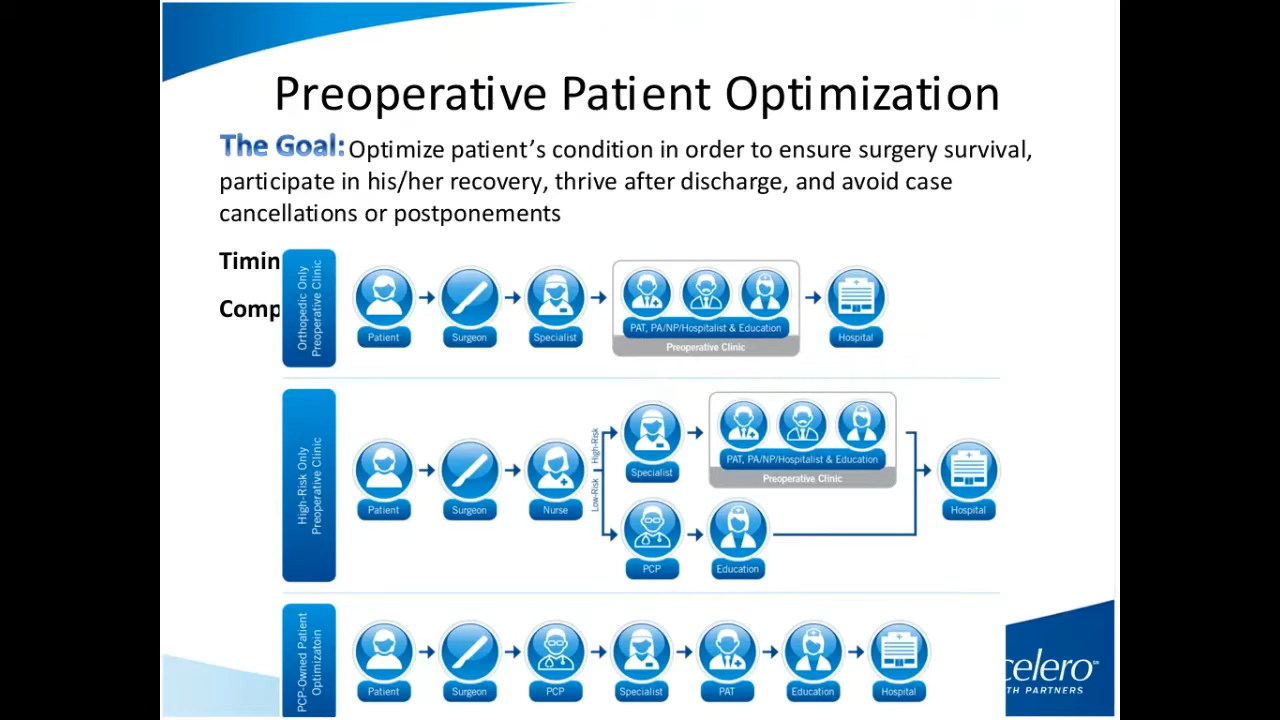 Preoperative Patient Optimization
The Goal: Optimize patient’s condition in order to ensure surgery survival,
participate in his/her recovery, thrive after discharge, and avoid case
cancellations or postponements
Timin
Comp
Orthopedic Only
Preoperative Clinic
Patient
Surgeon
Specialist
PAT, PA/NP/Hospitalist & Education
Preoperative Clinic
Hospital
High-Risk Only
Preoperative Clinic
Patient
Surgeon
Nurse
High-Risk
Low-Risk
Specialist
PAT, PA/NP/Hospitalist & Education
Preoperative Clinic
PCP
Education
Hospital
PCP-Owned Patient
Optimizatoin
Patient
Surgeon
PCP
Specialist
PAT
Education
Hospital
celero℠
TH PARTNERS